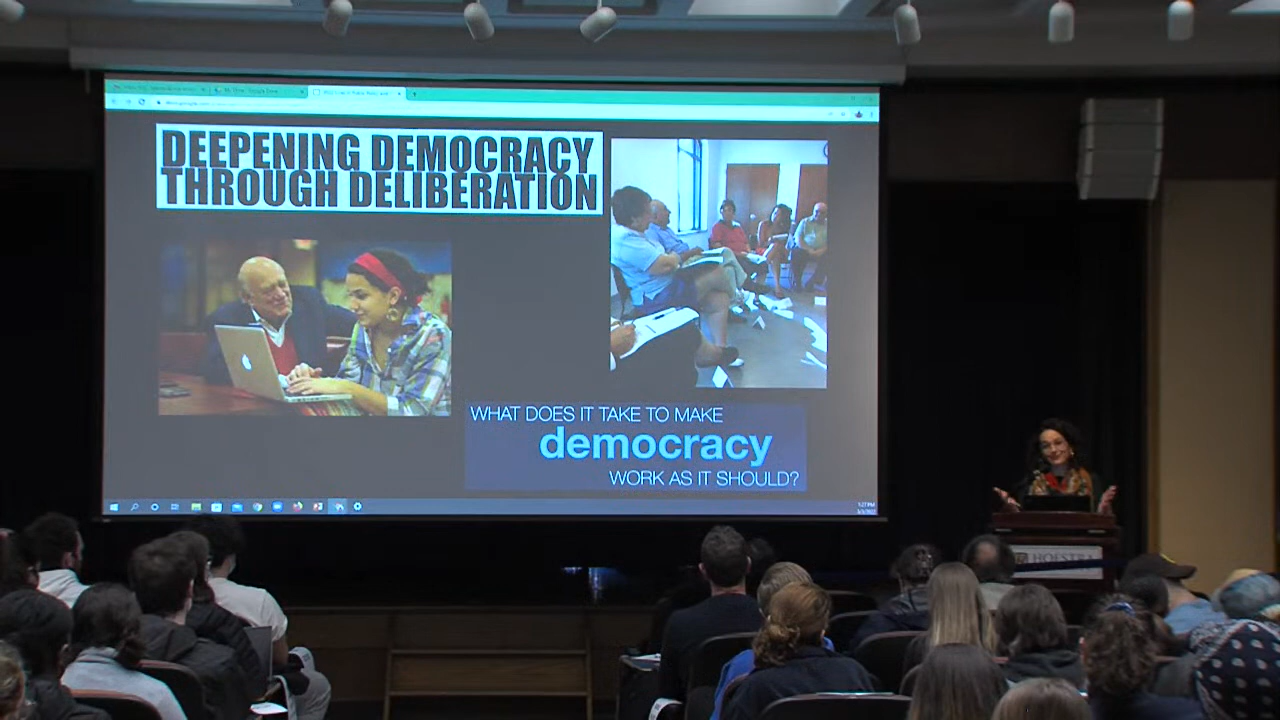 DEEPENING DEMOCRACY
THROUGH DELIBERATION
WHAT DOES IT TAKE TO MAKE
democracy
WORK AS IT SHOULD?
HOFSTRA